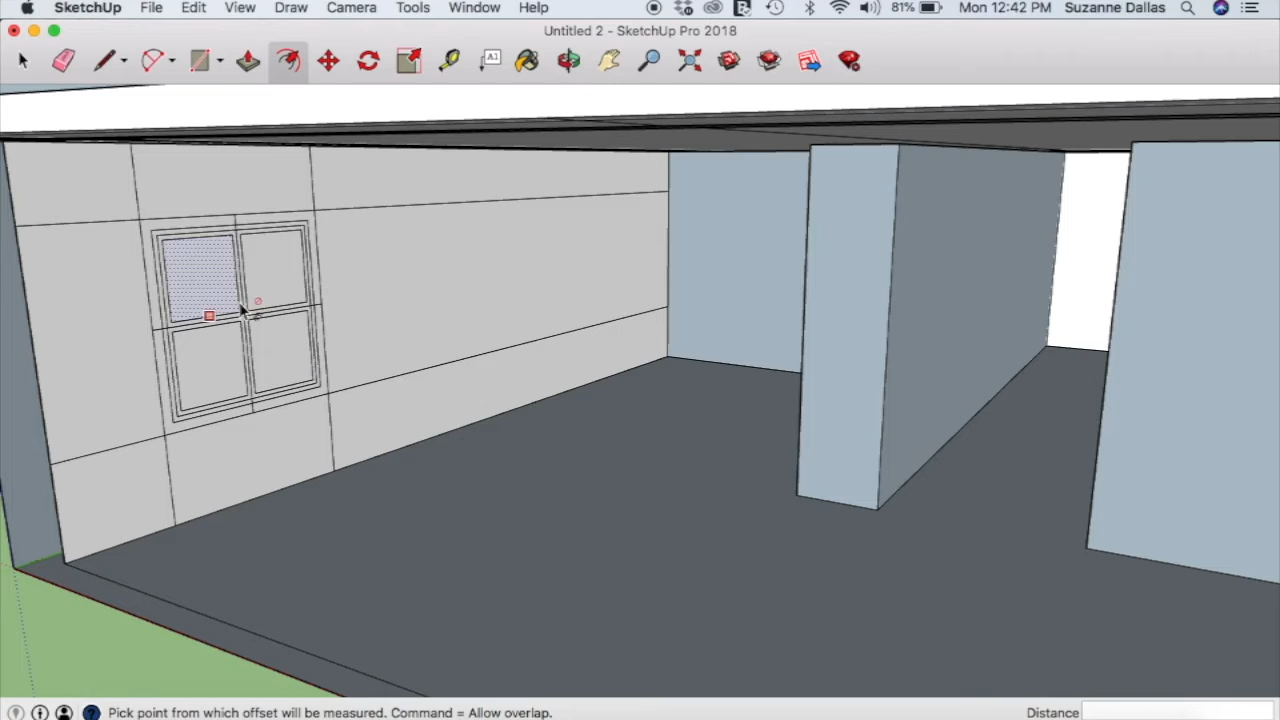 SketchUp File Edit View Draw Camera Tools Window Help 81% Mon 12:42 PM Suzanne Dallas
Untitled 2 - SketchUp Pro 2018
A1
Pick point from which offset will be measured. Command = Allow overlap. Distance